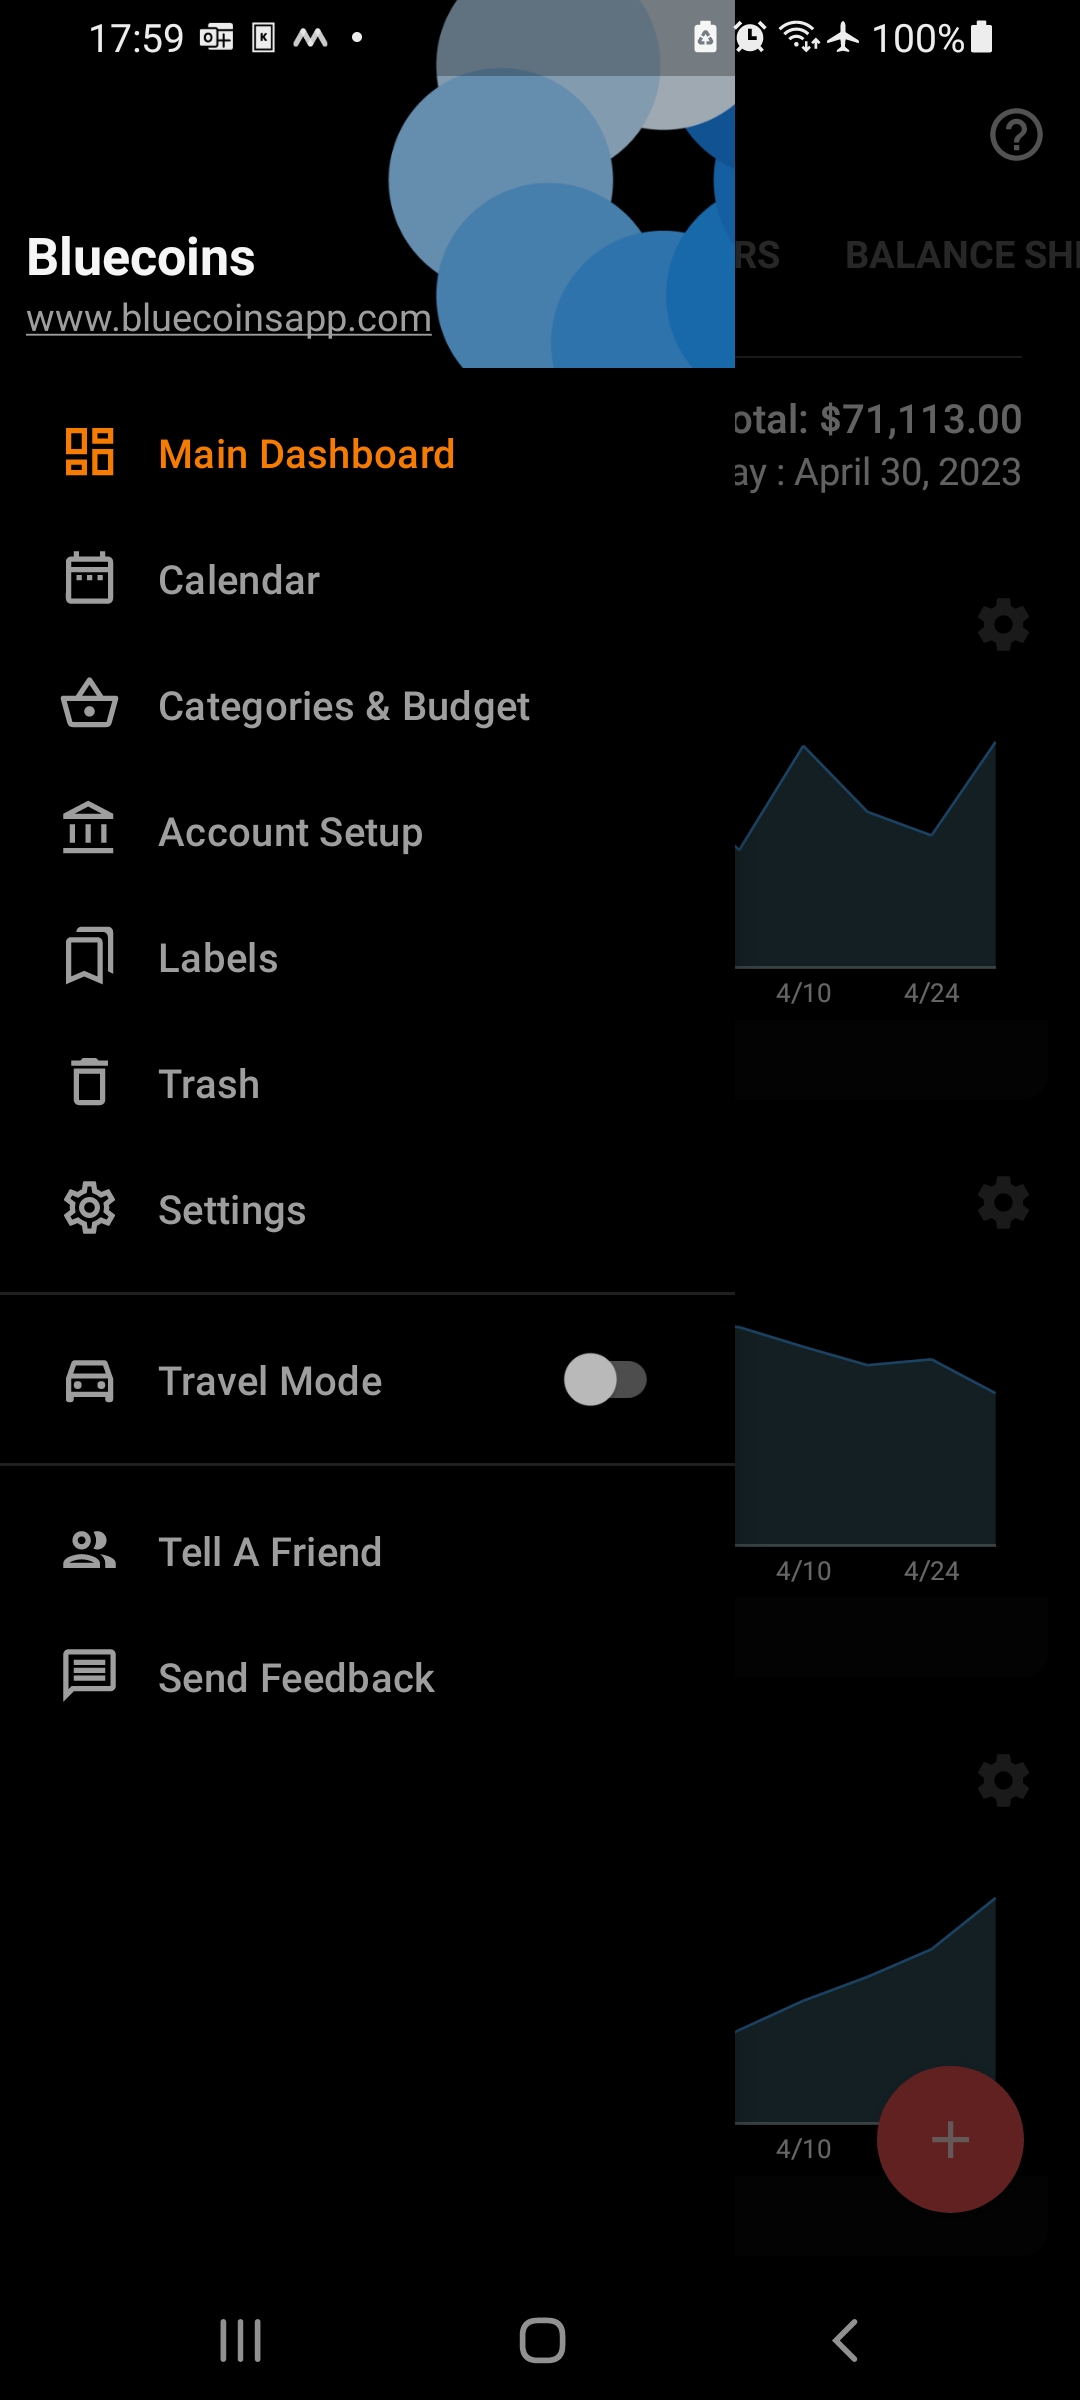 17:59
100%
Bluecoins
www.bluecoinsapp.com
RS BALANCE SH
otal: $71,113.00
ay : April 30, 2023
Main Dashboard
Calendar
Categories & Budget
Account Setup
4/10 4/24
Labels
Trash
Settings
Travel Mode
4/10 4/24
Tell A Friend
Send Feedback
4/10